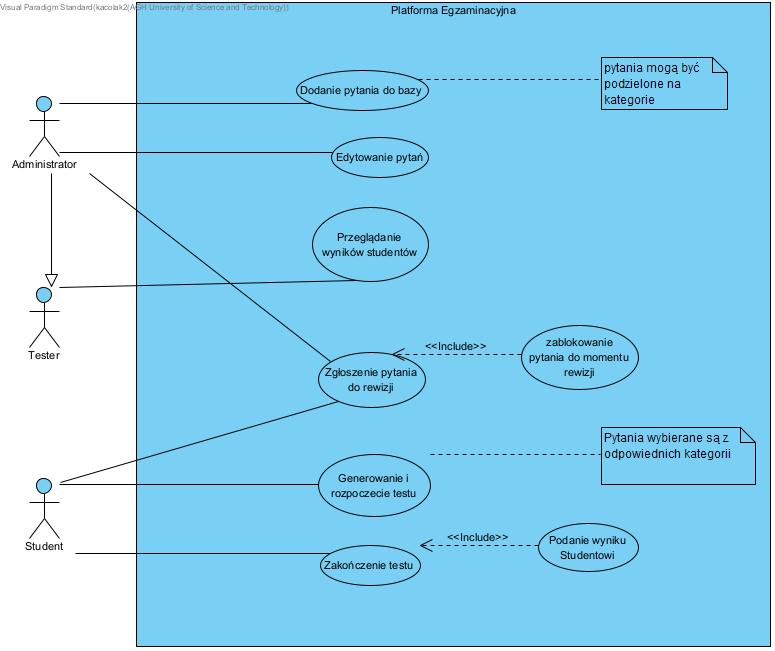 Visual Paradigm Standard(kacolak2(AGH University of Science and Technology))
Platforma Egzaminacyjna
Dodanie pytania do bazy
pytania mogą być
podzielone na
kategorie
Administrator
Edytowanie pytań
Przeglądanie
wyników studentów
Tester
<<Include>>
zablokowanie
pytania do momentu
rewizji
Zgłoszenie pytania
do rewizji
Pytania wybierane są z
odpowiednich kategorii
Generowanie i
rozpoczecie testu
Student
<<Include>>
Podanie wyniku
Studentowi
Zakończenie testu